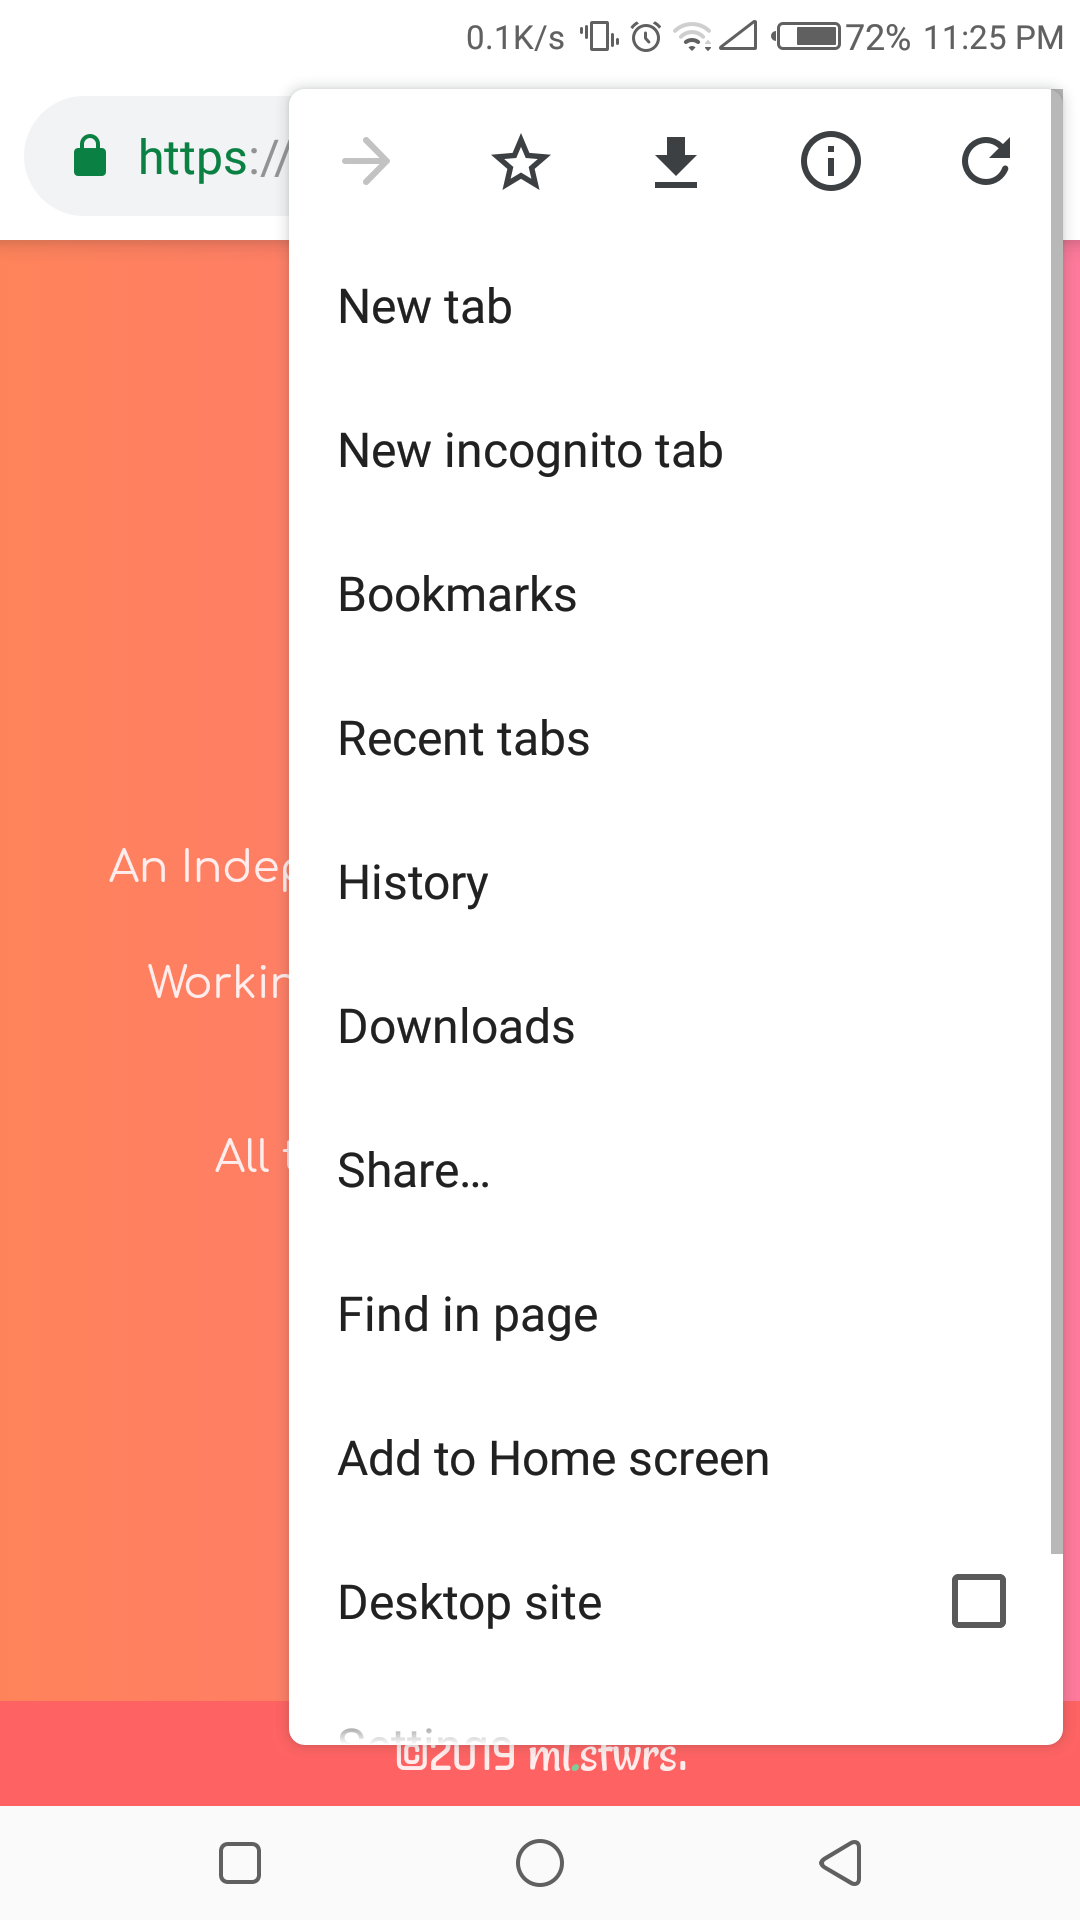 0.1K/s 72% 11:25 PM
https://
New tab
New incognito tab
Bookmarks
Recent tabs
An Indep
History
Workin
Downloads
All t
Share...
Find in page
Add to Home screen
Desktop site
Settings
©2019 ml.sfwrs.